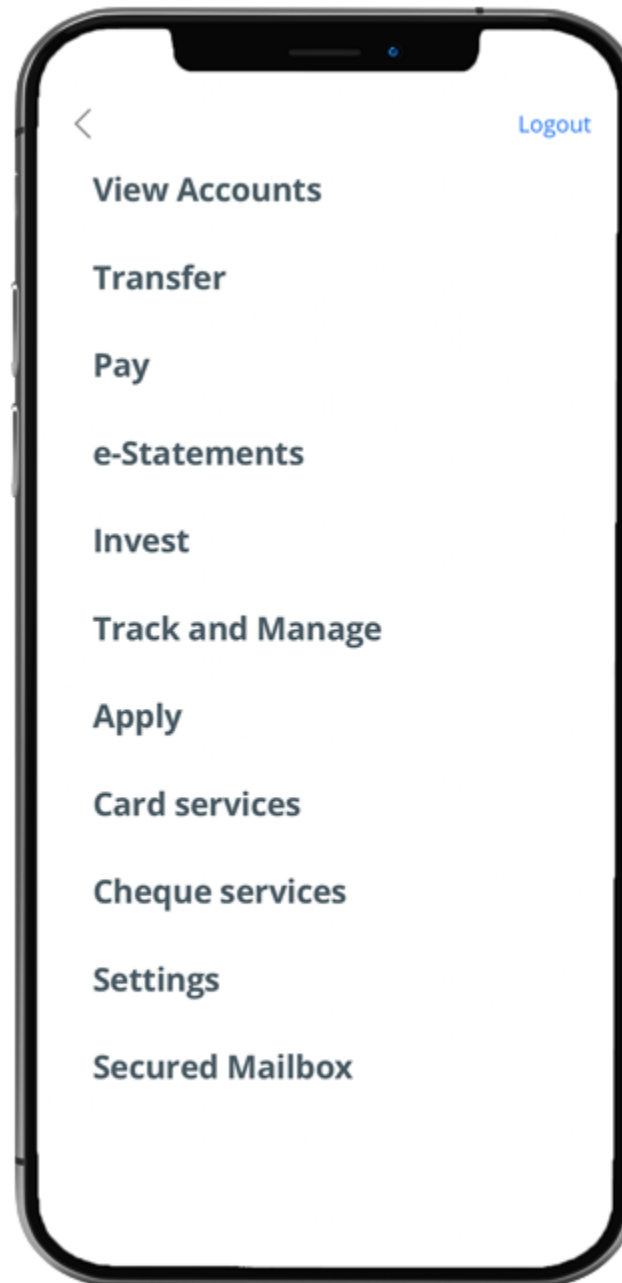 Logout
View Accounts
Transfer
Pay
e-Statements
Invest
Track and Manage
Apply
Card services
Cheque services
Settings
Secured Mailbox